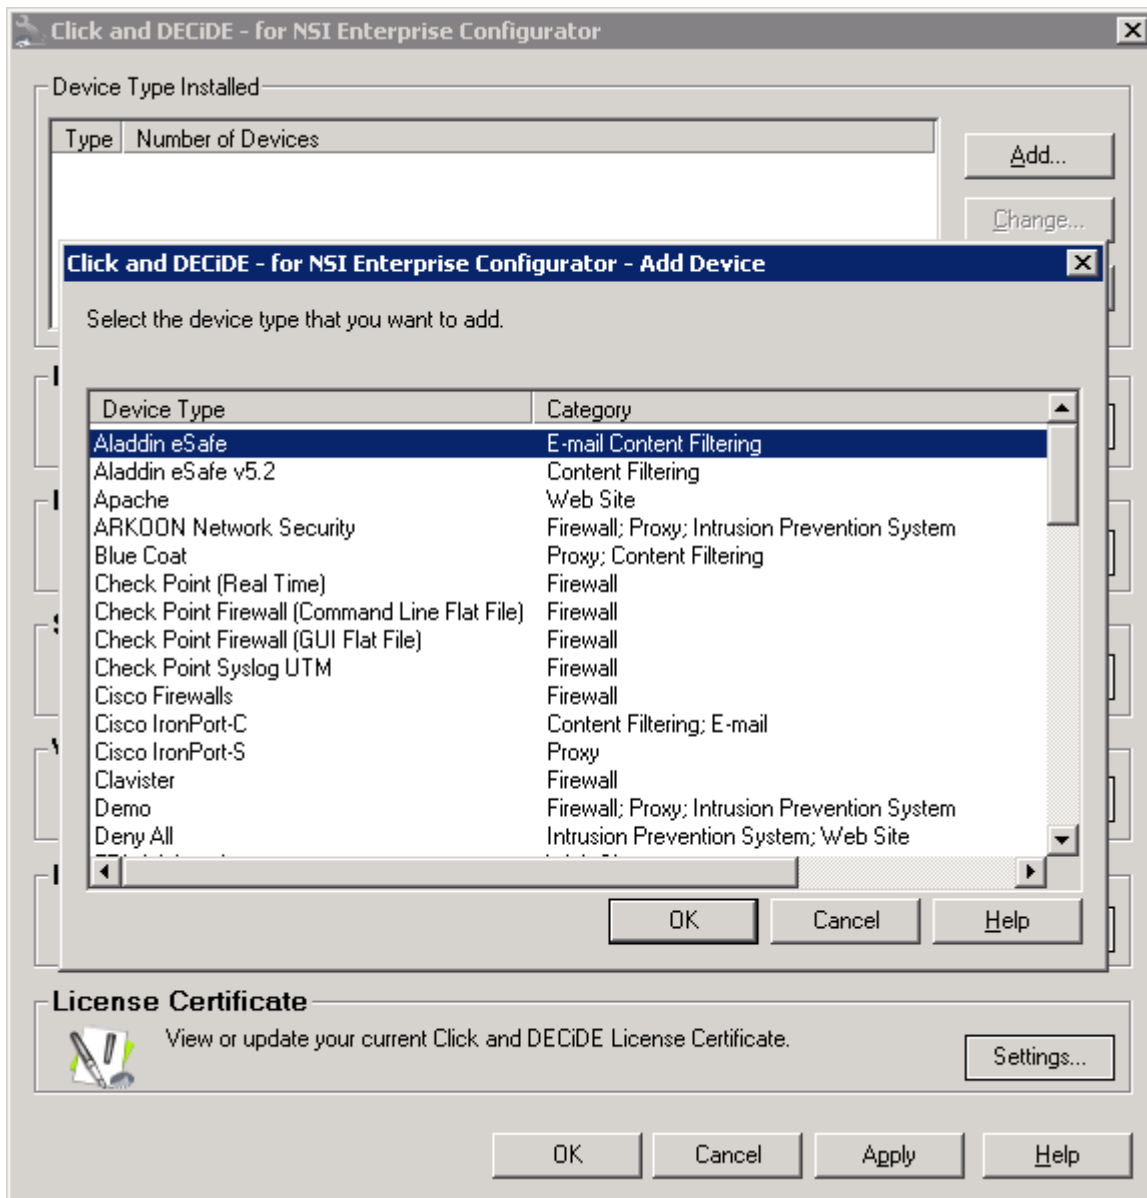 Click and DECiDE - for NSI Enterprise Configurator
Device Type Installed
Type Number of Devices
Add...
Change...
Click and DECiDE - for NSI Enterprise Configurator - Add Device
Select the device type that you want to add.
Device Type Category
Aladdin eSafe E-mail Content Filtering
Aladdin eSafe v5.2 Content Filtering
Apache Web Site
ARKOON Network Security Firewall; Proxy; Intrusion Prevention System
Blue Coat Proxy; Content Filtering
Check Point (Real Time) Firewall
Check Point Firewall (Command Line Flat File) Firewall
Check Point Firewall (GUI Flat File) Firewall
Check Point Syslog UTM Firewall
Cisco Firewalls Firewall
Cisco IronPort-C Content Filtering; E-mail
Cisco IronPort-S Proxy
Clavister Firewall
Demo Firewall; Proxy; Intrusion Prevention System
Deny All Intrusion Prevention System; Web Site
OK Cancel Help
License Certificate
View or update your current Click and DECiDE License Certificate.
Settings...
OK Cancel Apply Help